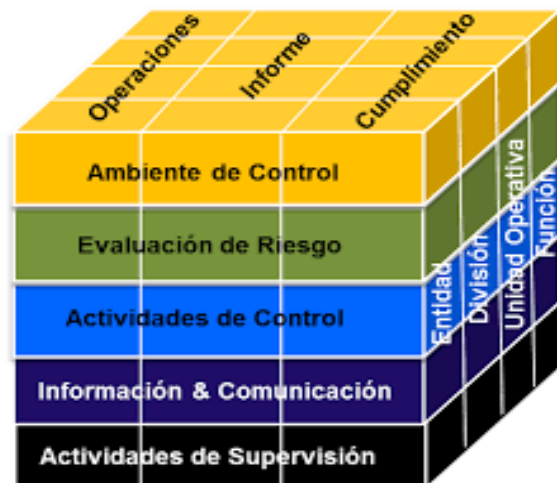 Operaciones
Informe
Cumplimiento
Ambiente de Control
Evaluación de Riesgo
Actividades de Control
Información & Comunicación
Actividades de Supervisión
Entidad
División
Unidad Operativa
Función